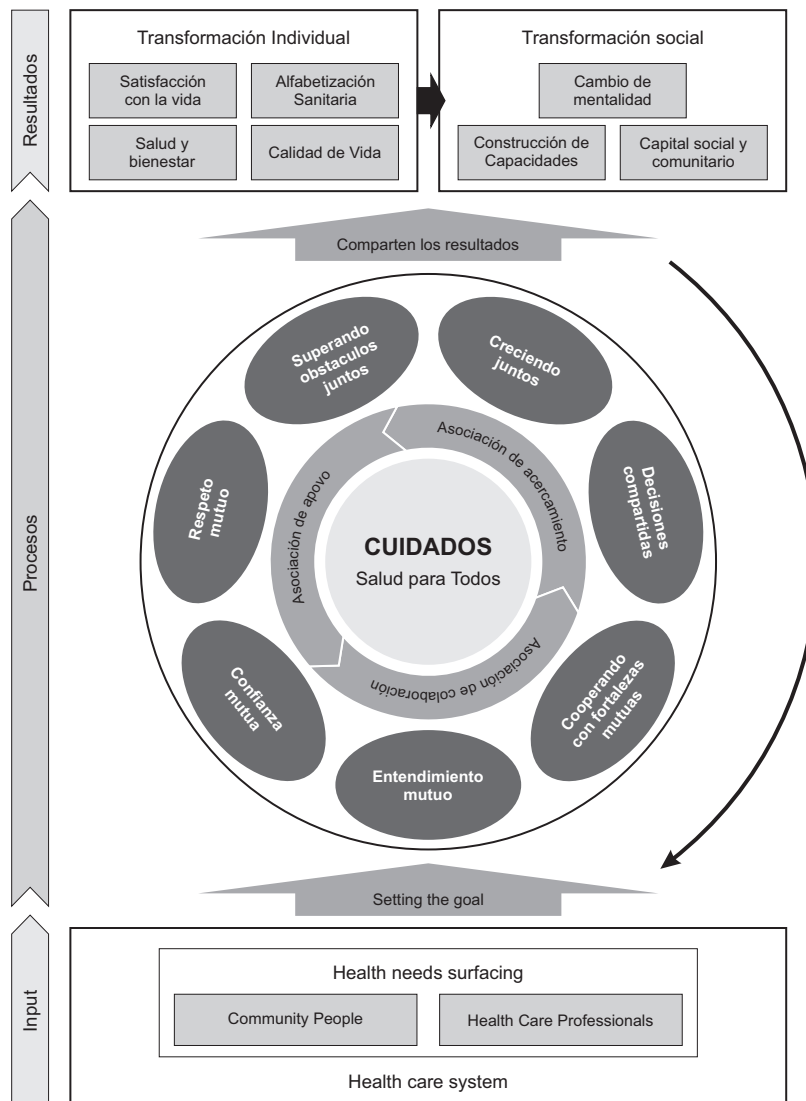 Resultados
Transformación Individual
Satisfacción
con la vida
Alfabetización
Sanitaria
Salud y
bienestar
Calidad de Vida
Transformación social
Cambio de
mentalidad
Construcción de
Capacidades
Capital social y
comunitario
Procesos
Comparten los resultados
Superando
obstaculos
juntos
Creciendo
juntos
Respeto
mutuo
Decisiones
compartidas
Asociación de apovo
Asociación de acercamiento
CUIDADOS
Salud para Todos
Asociación de colaboración
Confianza
mutua
Cooperando
con fortalezas
mutuas
Entendimiento
mutuo
Setting the goal
Input
Health needs surfacing
Community People
Health Care Professionals
Health care system